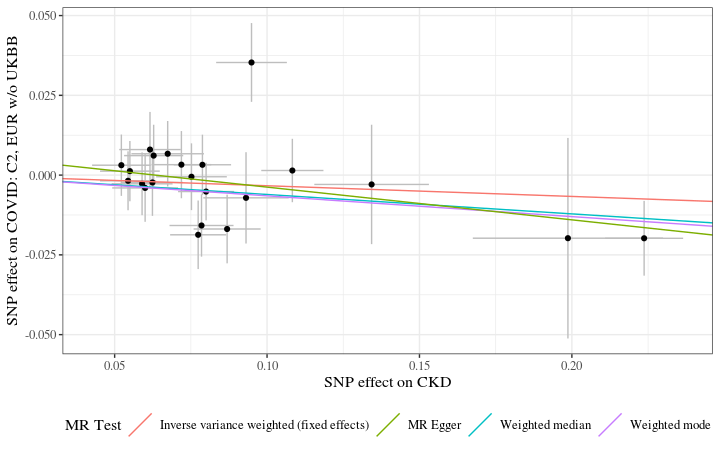 SNP effect on COVID: C2, EUR w/o UKBB
0.050
0.025
0.000
-0.025
-0.050
0.05 0.10 0.15 0.20
SNP effect on CKD
MR Test Inverse variance weighted (fixed effects) MR Egger Weighted median Weighted mode